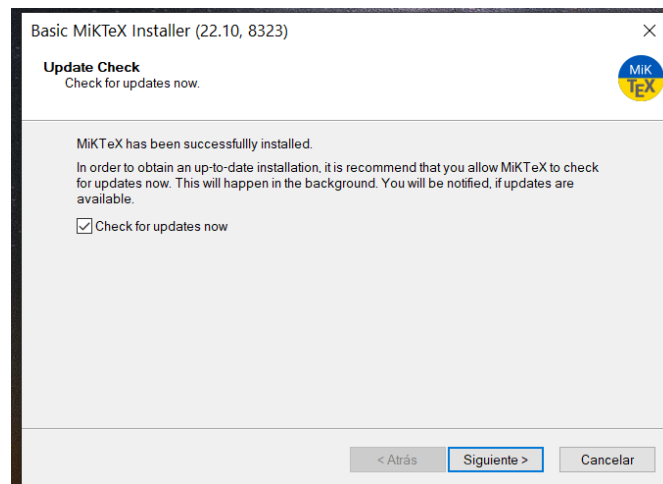 Basic MiKTeX Installer (22.10, 8323)
Update Check
Check for updates now.
MiK
TEX
MiKTeX has been successfullly installed.
In order to obtain an up-to-date installation, it is recommend that you allow MiKTeX to check
for updates now. This will happen in the background. You will be notified, if updates are
available.
Check for updates now
< Atrás
Siguiente >
Cancelar